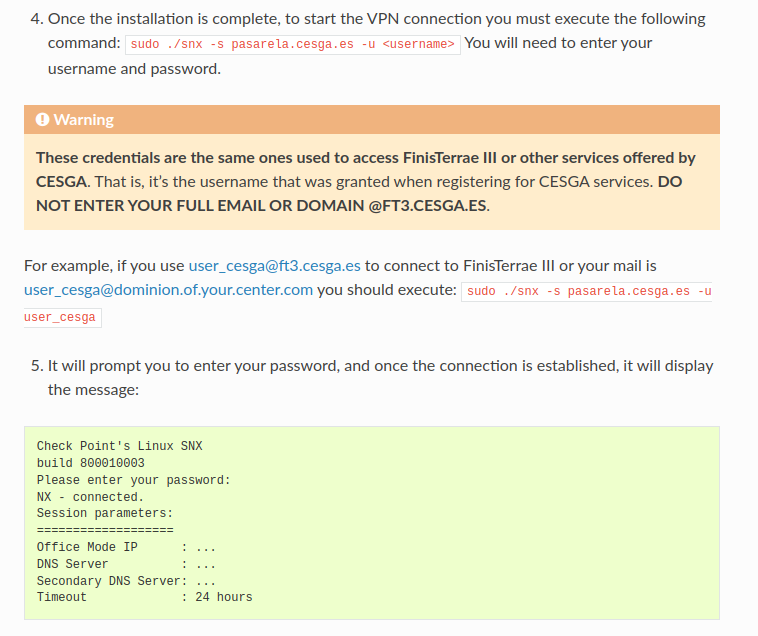 4. Once the installation is complete, to start the VPN connection you must execute the following
command: sudo ./snx -s pasarela.cesga.es -u <username> You will need to enter your
username and password.
Warning
These credentials are the same ones used to access FinisTerrae III or other services offered by
CESGA. That is, it's the username that was granted when registering for CESGA services. DO
NOT ENTER YOUR FULL EMAIL OR DOMAIN @FT3.CESGA.ES.
For example, if you use user_cesga@ft3.cesga.es to connect to FinisTerrae III or your mail is
user_cesga@dominion.of.your.center.com you should execute: sudo ./snx -s pasarela.cesga.es -u
user_cesga
5. It will prompt you to enter your password, and once the connection is established, it will display
the message:
Check Point's Linux SNX
build 800010003
Please enter your password:
NX - connected.
Session parameters:
===================
Office Mode IP      : ...
DNS Server          : ...
Secondary DNS Server: ...
Timeout             : 24 hours